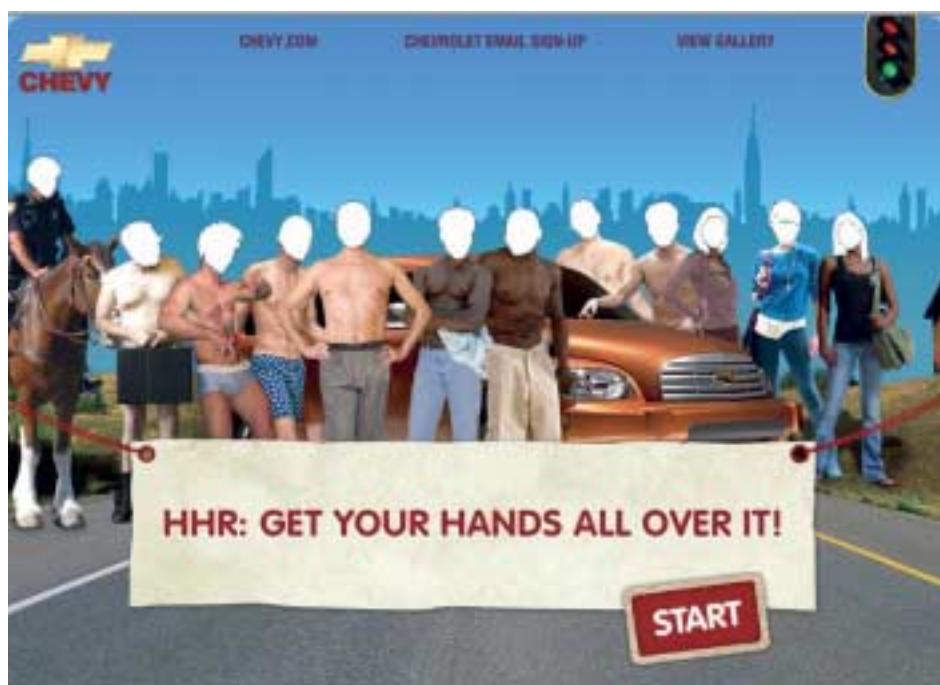 CHEVY
CHEVY.COM
CHEVROLET EMAIL SIGN-UP
VIEW GALLERY
HHR: GET YOUR HANDS ALL OVER IT!
START